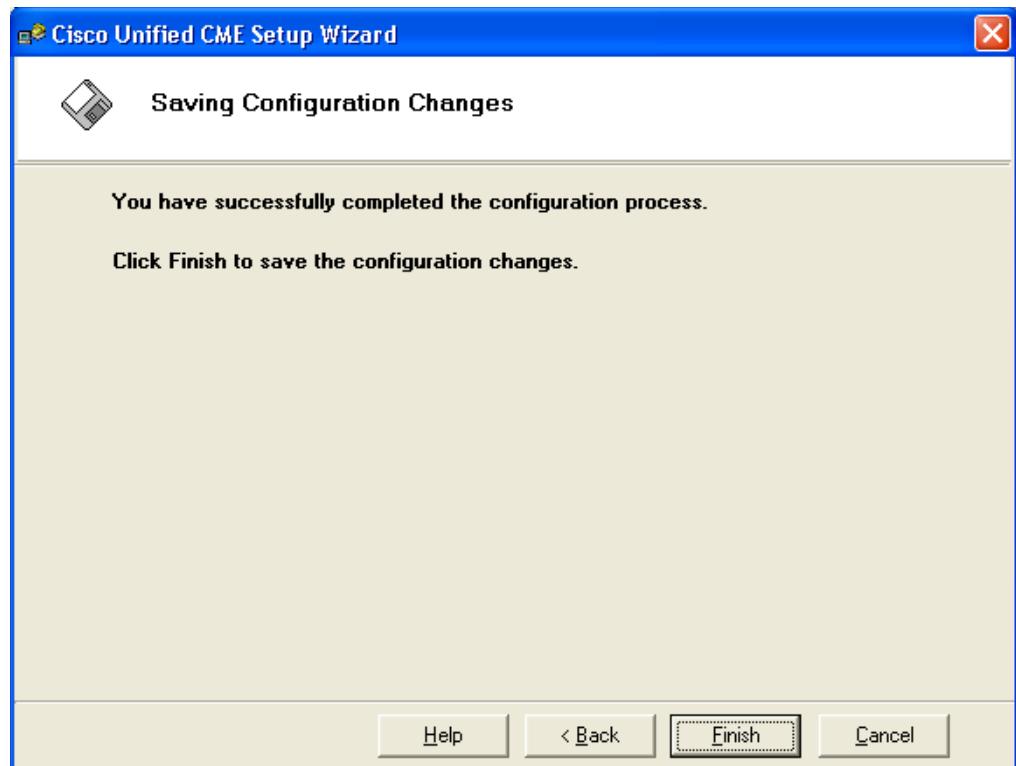 Cisco Unified CME Setup Wizard
Saving Configuration Changes
You have successfully completed the configuration process.
Click Finish to save the configuration changes.
Help
< Back
Finish
Cancel